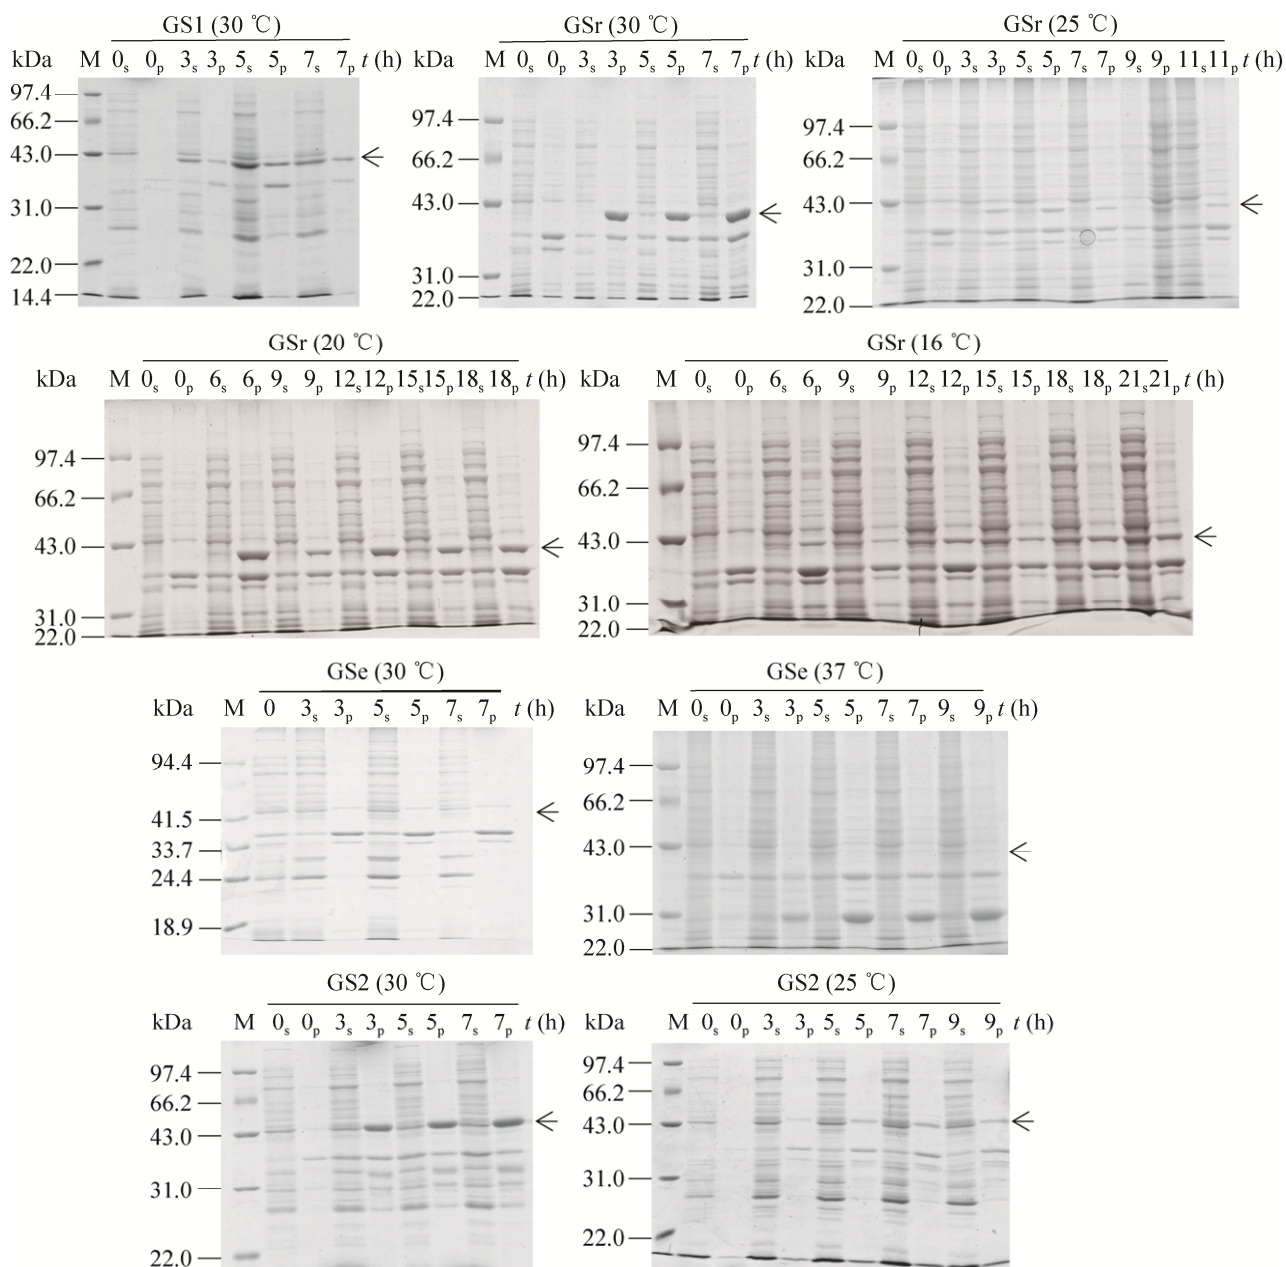 GS1 (30 ℃)
kDa M 0s 0p 3s 3p 5s 5p 7s 7p t (h)
97.4
66.2
43.0
31.0
22.0
14.4
GSr (30 ℃)
kDa M 0s 0p 3s 3p 5s 5p 7s 7p t (h)
97.4
66.2
43.0
31.0
22.0
GSr (25 ℃)
kDa M 0s 0p 3s 3p 5s 5p 7s 7p 9s 9p 11s 11p t (h)
97.4
66.2
43.0
31.0
22.0
GSr (20 ℃)
kDa M 0s 0p 6s 6p 9s 9p 12s 12p 15s 15p 18s 18p t (h)
97.4
66.2
43.0
31.0
22.0
GSr (16 ℃)
kDa M 0s 0p 6s 6p 9s 9p 12s 12p 15s 15p 18s 18p 21s 21p t (h)
97.4
66.2
43.0
31.0
22.0
GSe (30 ℃)
kDa M 0 3s 3p 5s 5p 7s 7p t (h)
94.4
41.5
33.7
24.4
18.9
GSe (37 ℃)
kDa M 0s 0p 3s 3p 5s 5p 7s 7p 9s 9p t (h)
97.4
66.2
43.0
31.0
22.0
GS2 (30 ℃)
kDa M 0s 0p 3s 3p 5s 5p 7s 7p t (h)
97.4
66.2
43.0
31.0
22.0
GS2 (25 ℃)
kDa M 0s 0p 3s 3p 5s 5p 7s 7p 9s 9p t (h)
97.4
66.2
43.0
31.0
22.0